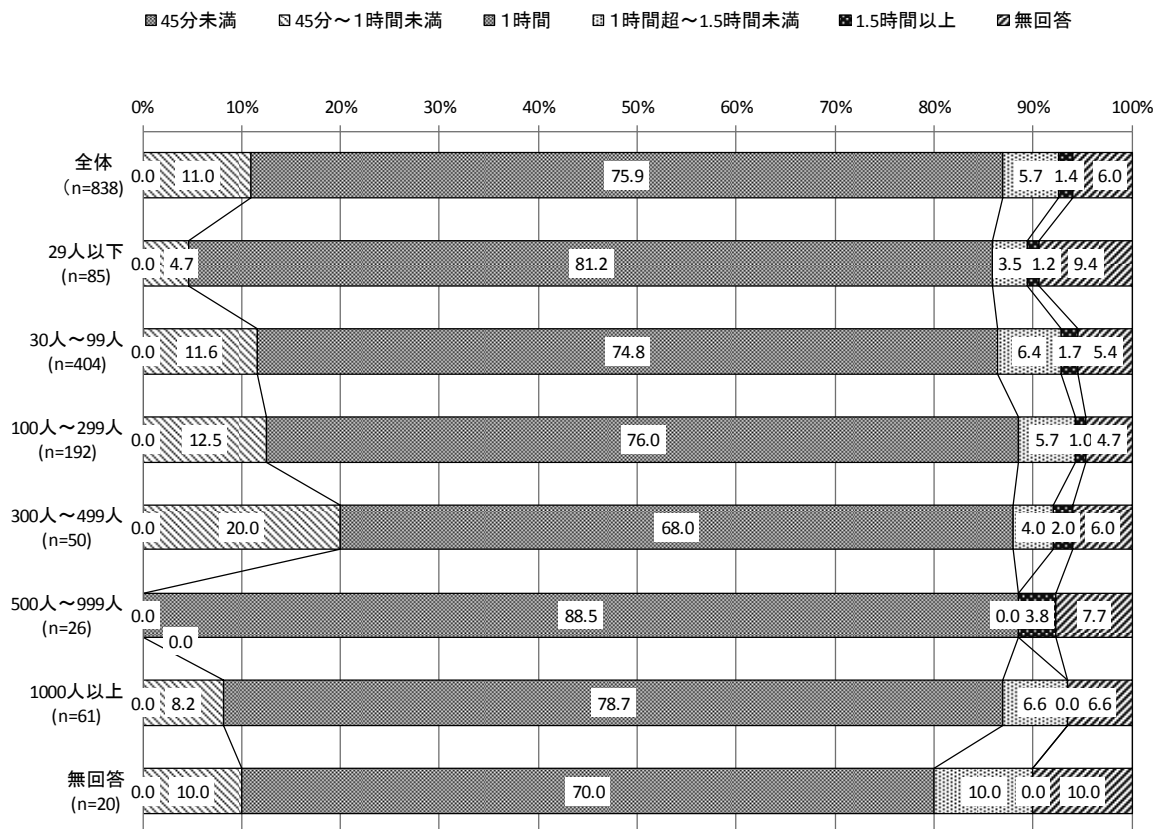 45分未満 45分～1時間未満 1時間 1時間超～1.5時間未満 1.5時間以上 無回答
0% 10% 20% 30% 40% 50% 60% 70% 80% 90% 100%
全体
（n=838)
0.0 11.0 75.9 5.7 1.4 6.0
29人以下
(n=85)
0.0 4.7 81.2 3.5 1.2 9.4
30人～99人
(n=404)
0.0 11.6 74.8 6.4 1.7 5.4
100人～299人
(n=192)
0.0 12.5 76.0 5.7 1.0 4.7
300人～499人
(n=50)
0.0 20.0 68.0 4.0 2.0 6.0
500人～999人
(n=26)
0.0 88.5 0.0 3.8 7.7
0.0
1000人以上
(n=61)
0.0 8.2 78.7 6.6 0.0 6.6
無回答
(n=20)
0.0 10.0 70.0 10.0 0.0 10.0